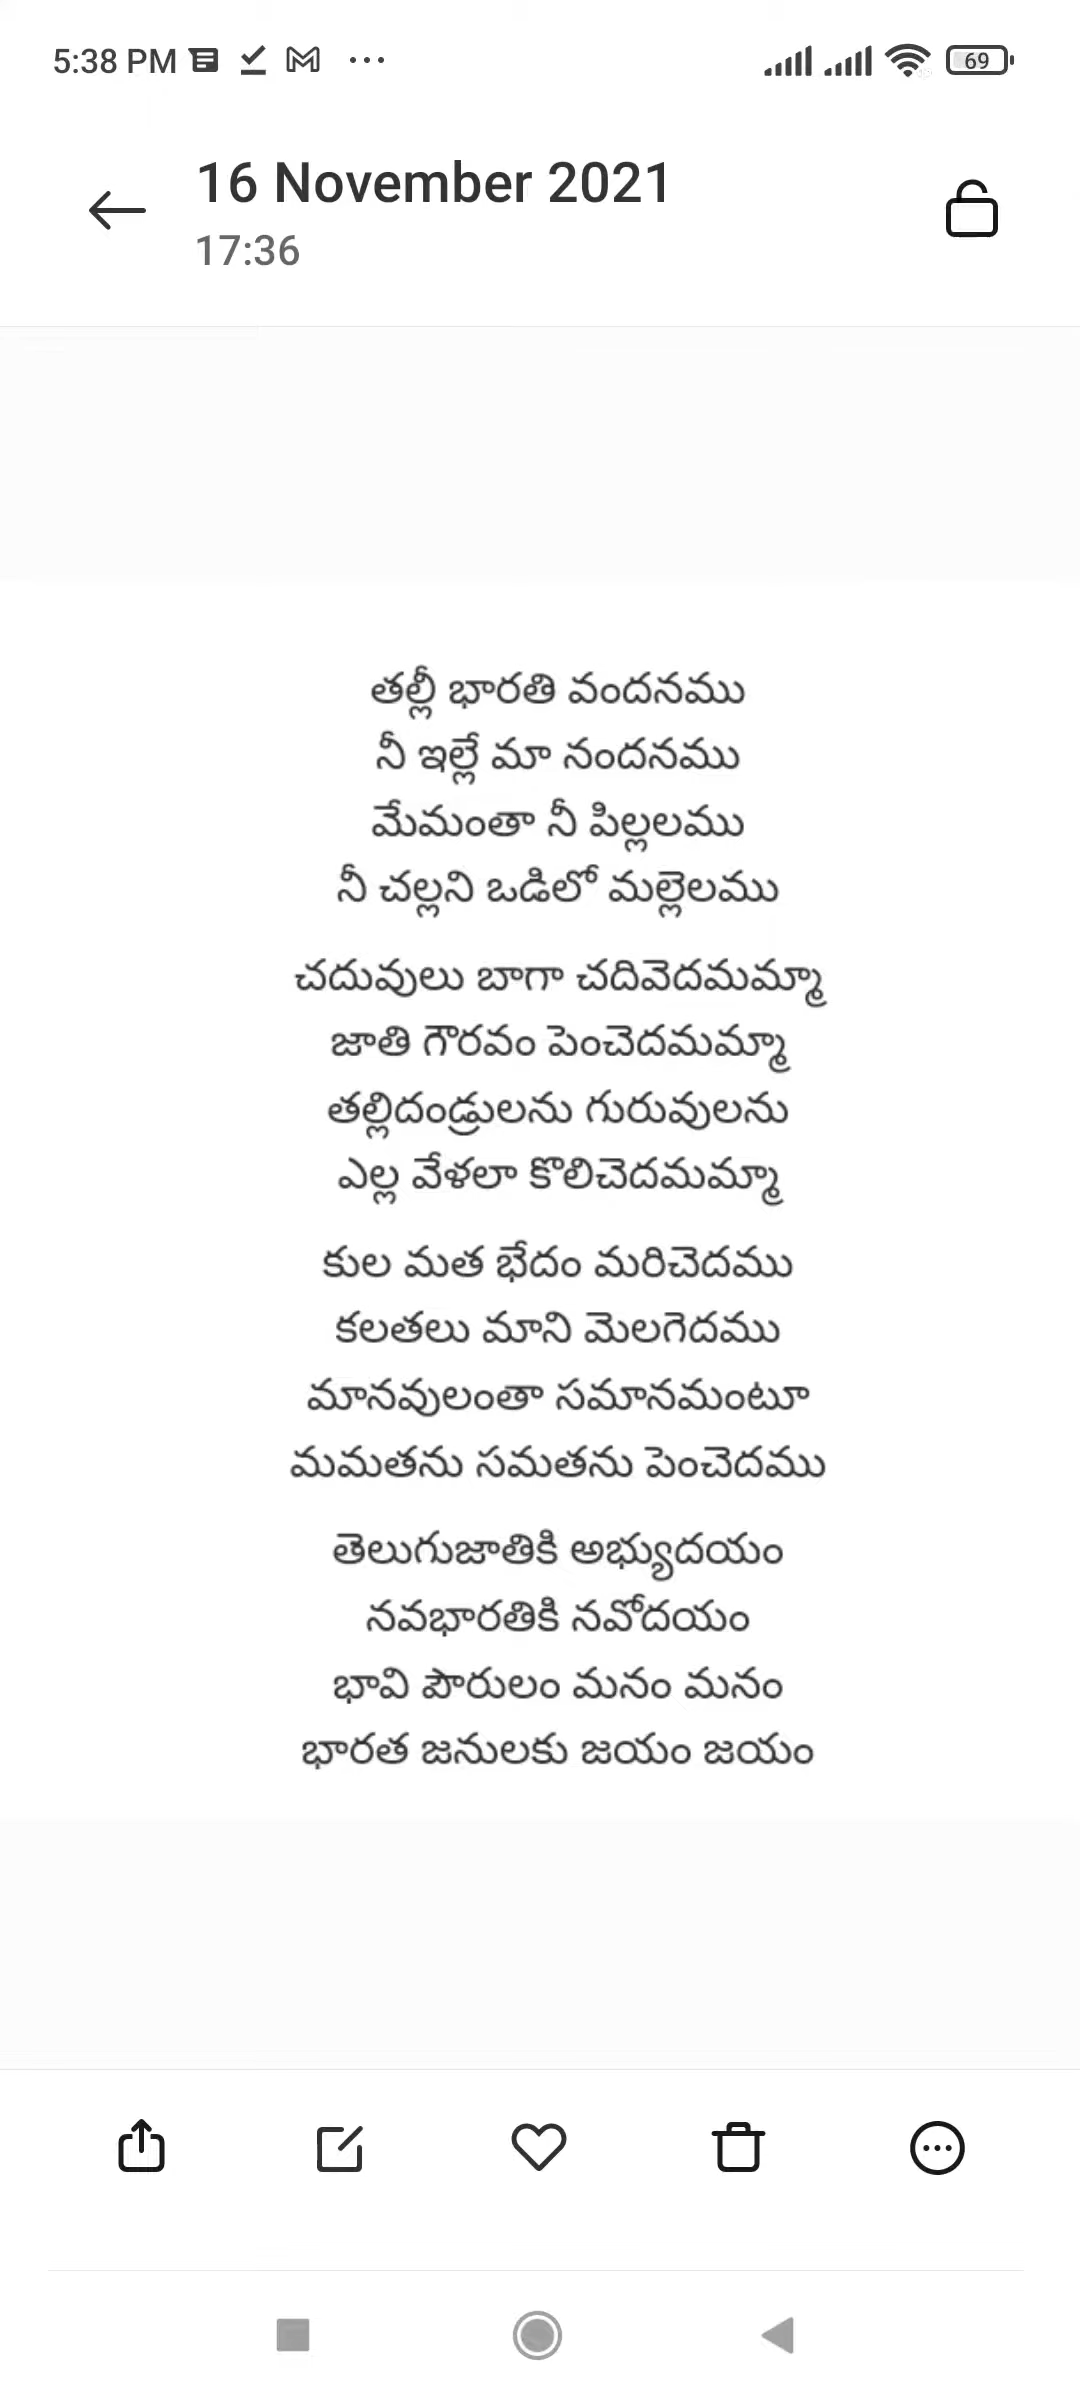 5:38 PM
69
16 November 2021
17:36
తల్లీ భారతి వందనము
నీ ఇల్లే మా నందనము
మేమంతా నీ పిల్లలము
నీ చల్లని ఒడిలో మల్లెలము
చదువులు బాగా చదివెదమమ్మా
జాతి గౌరవం పెంచెదమమ్మా
తల్లిదండ్రులను గురువులను
ఎల్ల వేళలా కొలిచెదమమ్మా
కుల మత భేదం మరిచెదము
కలతలు మాని మెలగెదము
మానవులంతా సమానమంటూ
మమతను సమతను పెంచెదము
తెలుగుజాతికి అభ్యుదయం
నవభారతికి నవోదయం
భావి పౌరులం మనం మనం
భారత జనులకు జయం జయం